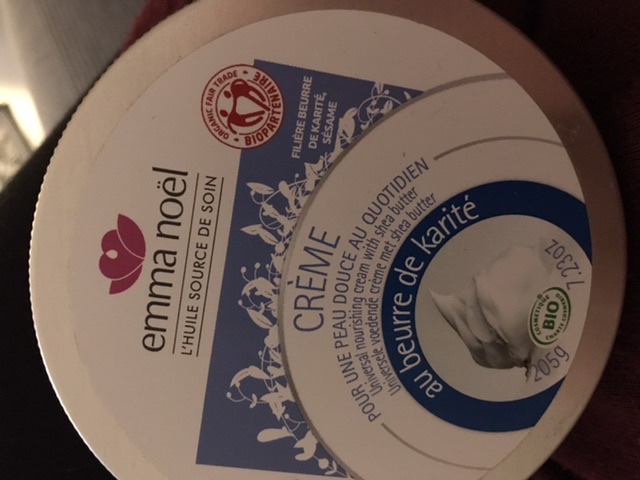 emma noël
L'HUILE SOURCE DE SOIN
ORGANIC FAIR TRADE
BIOPARTENAIRE
FILIÈRE BEURRE
DE KARITÉ,
SÉSAME
CRÈME
POUR UNE PEAU DOUCE AU QUOTIDIEN
Universal nourishing cream with shea butter
Universele voedende crème met shea butter
au beurre de karité
COSMÉTIQUE
BIO
205g
7.23OZ